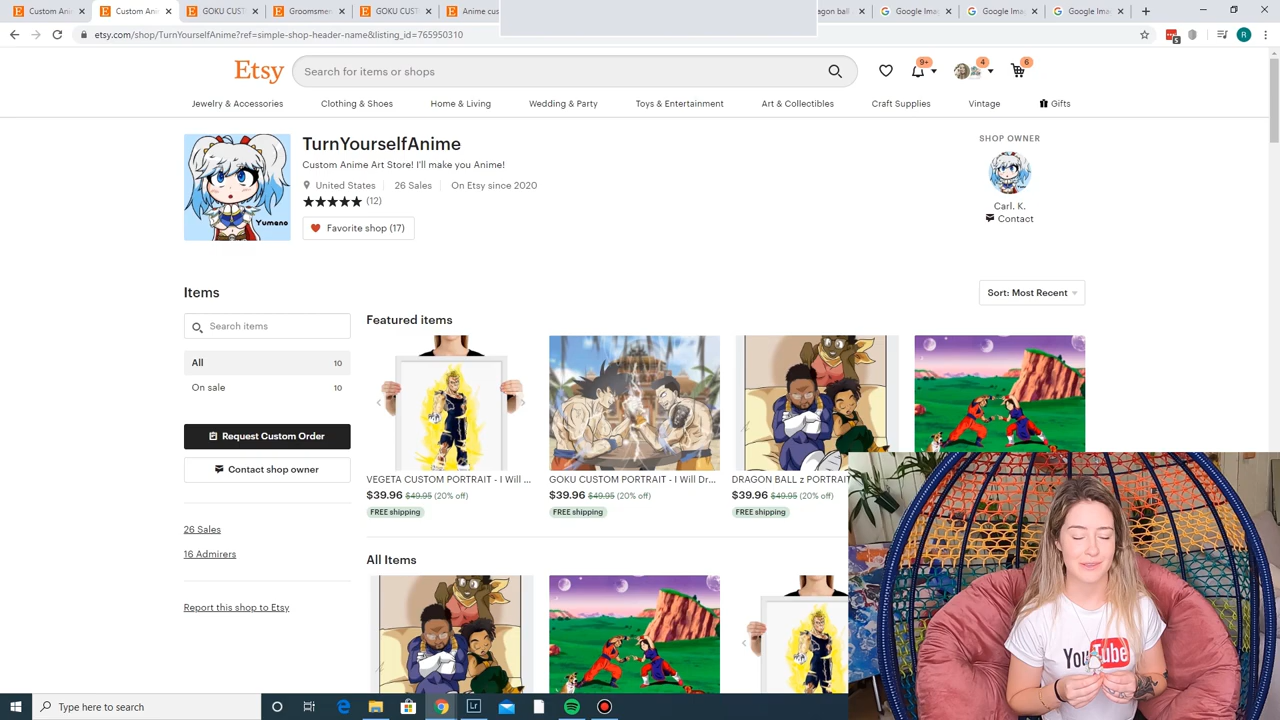 Custom Ani
Custom Ani
GOKU CUST
Groomsmen
GOKU CUST
Anime cus
agon ball
Google Ima
Google Ima
Google Ima
etsy.com/shop/TurnYourselfAnime?ref=simple-shop-header-name&listing_id=765950310
5
R
Etsy
Search for items or shops
9+
4
6
Jewelry & Accessories
Clothing & Shoes
Home & Living
Wedding & Party
Toys & Entertainment
Art & Collectibles
Craft Supplies
Vintage
Gifts
TurnYourselfAnime
Custom Anime Art Store! I'll make you Anime!
United States
26 Sales
On Etsy since 2020
(12)
Favorite shop (17)
Yumano
SHOP OWNER
Carl. K.
Contact
Items
Sort: Most Recent
Search items
All 10
On sale 10
Request Custom Order
Contact shop owner
26 Sales
16 Admirers
Report this shop to Etsy
Featured items
VEGETA CUSTOM PORTRAIT - I Will ...
$39.96 $49.95 (20% off)
FREE shipping
GOKU CUSTOM PORTRAIT - I Will Dr...
$39.96 $49.95 (20% off)
FREE shipping
DRAGON BALL z PORTRAIT
$39.96 $49.95 (20% off)
FREE shipping
All Items
YouTube
Type here to search